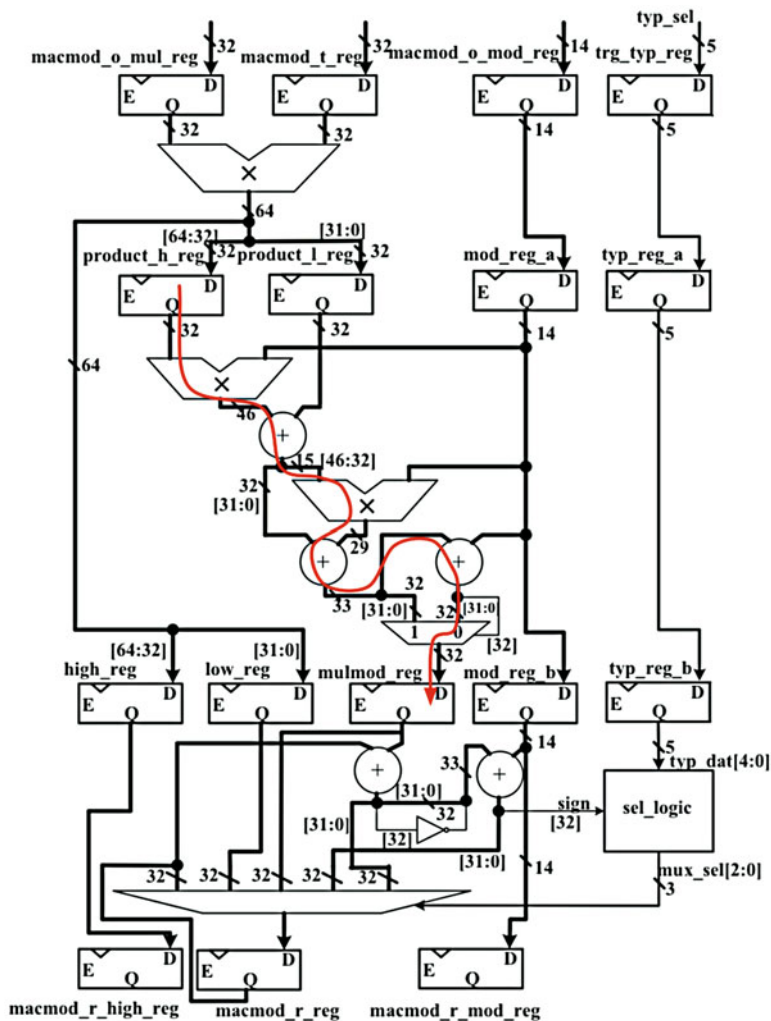 typ_sel
32
32
14
5
macmod_o_mul_reg
macmod_t_reg
macmod_o_mod_reg
trg_typ_reg
E
D
Q
E
D
Q
E
D
Q
E
D
Q
32
32
14
5
×
64
[64:32]
32
[31:0]
32
product_h_reg
product_l_reg
mod_reg_a
typ_reg_a
E
D
Q
E
D
Q
E
D
Q
E
D
Q
32
32
14
5
64
×
46
+
15 [46:32]
32
[31:0]
×
29
+
+
33
32
[31:0]
32
[31:0]
1
0
[32]
32
[64:32]
[31:0]
high_reg
low_reg
mulmod_reg
mod_reg_b
typ_reg_b
E
D
Q
E
D
Q
E
D
Q
E
D
Q
E
D
Q
14
5
typ_dat[4:0]
+
33
+
[31:0]
32
[31:0]
[32]
sign
[32]
sel_logic
[31:0]
32
32
32
32
32
14
mux_sel[2:0]
3
E
D
Q
E
D
Q
E
D
Q
macmod_r_high_reg
macmod_r_reg
macmod_r_mod_reg